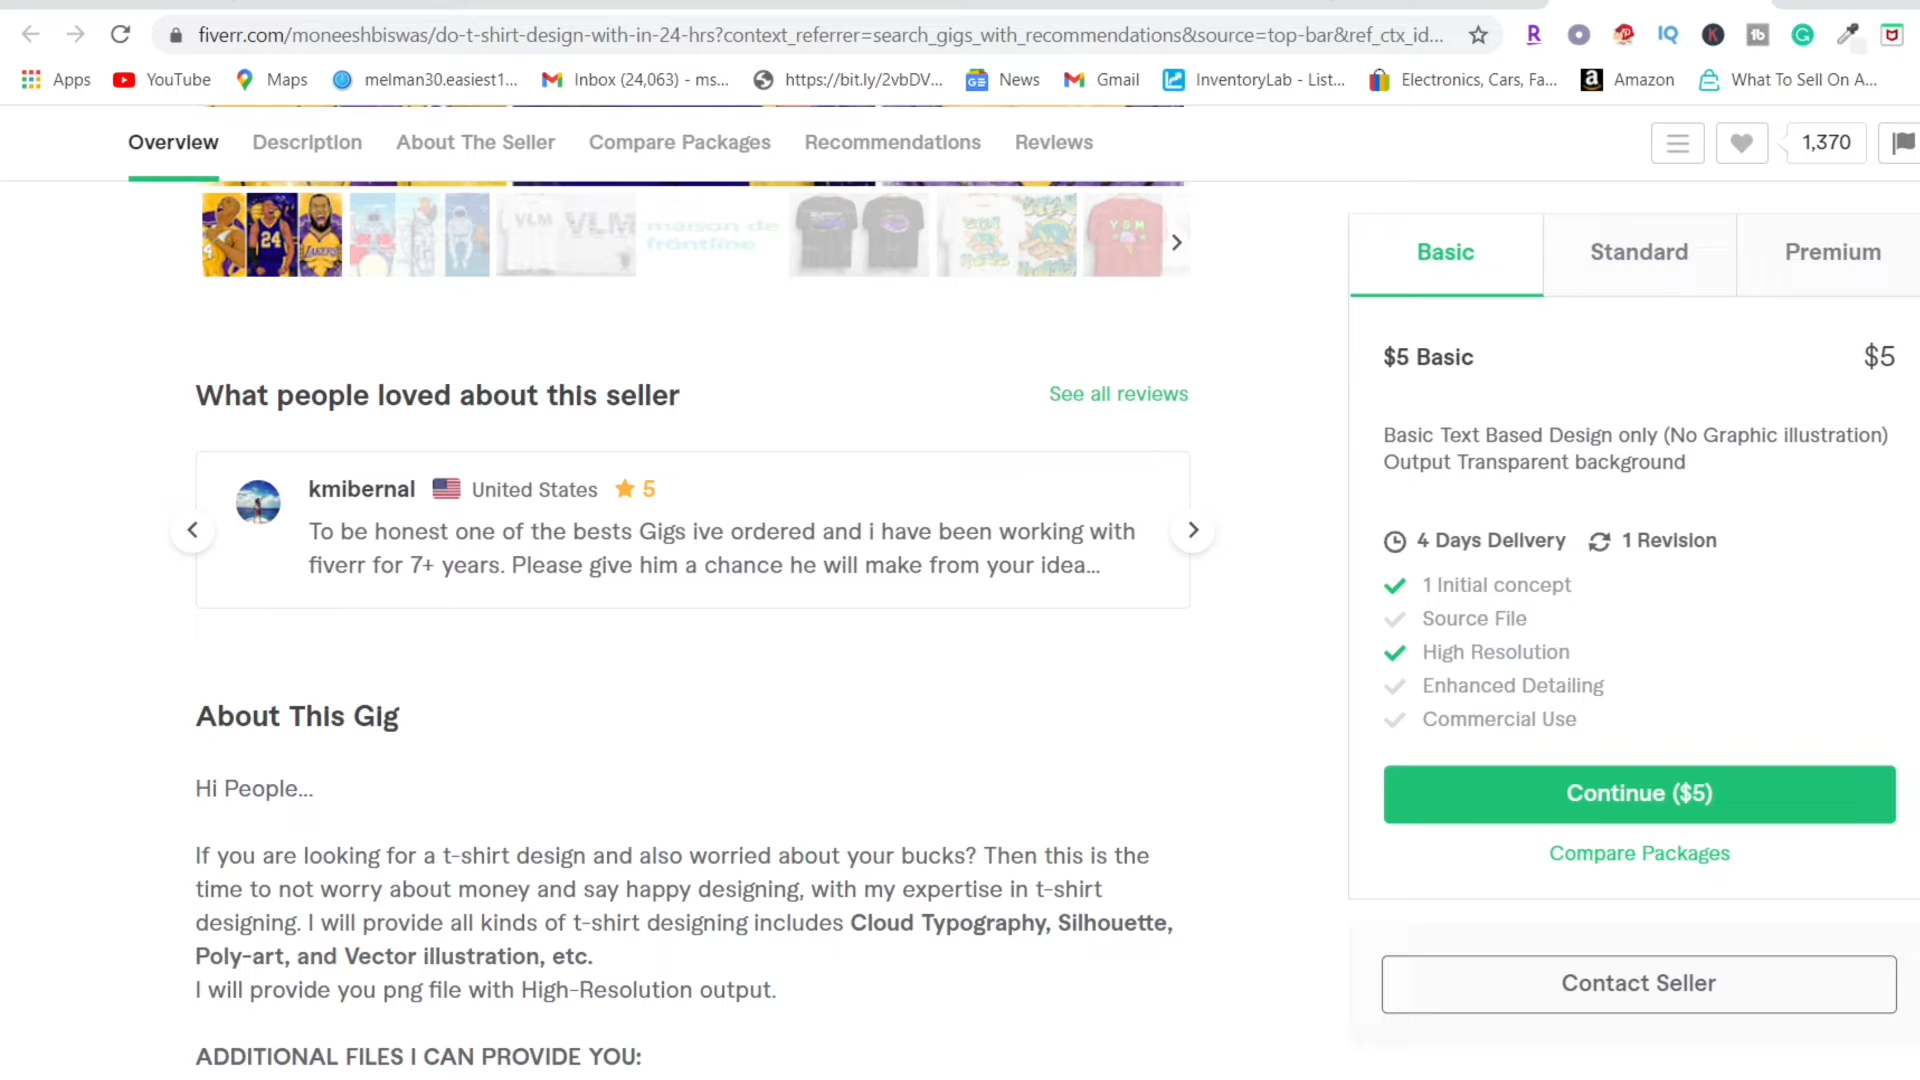 fiverr.com/moneeshbiswas/do-t-shirt-design-with-in-24-hrs?context_referrer=search_gigs_with_recommendations&source=top-bar&ref_ctx_id...
Apps
YouTube
Maps
melman30.easiest1...
Inbox (24,063) - ms...
https://bit.ly/2vbDV...
News
Gmail
InventoryLab - List...
Electronics, Cars, Fa...
Amazon
What To Sell On A...
Overview
Description
About The Seller
Compare Packages
Recommendations
Reviews
1,370
24
LAKERS
VLM
VLM
maison de
frontline
YGM
Basic
Standard
Premium
$5 Basic
$5
Basic Text Based Design only (No Graphic illustration)
Output Transparent background
4 Days Delivery
1 Revision
1 Initial concept
Source File
High Resolution
Enhanced Detailing
Commercial Use
Continue ($5)
Compare Packages
Contact Seller
What people loved about this seller
See all reviews
kmibernal
United States
5
To be honest one of the bests Gigs ive ordered and i have been working with
fiverr for 7+ years. Please give him a chance he will make from your idea...
About This Gig
Hi People...
If you are looking for a t-shirt design and also worried about your bucks? Then this is the
time to not worry about money and say happy designing, with my expertise in t-shirt
designing. I will provide all kinds of t-shirt designing includes Cloud Typography, Silhouette,
Poly-art, and Vector illustration, etc.
I will provide you png file with High-Resolution output.
ADDITIONAL FILES I CAN PROVIDE YOU: